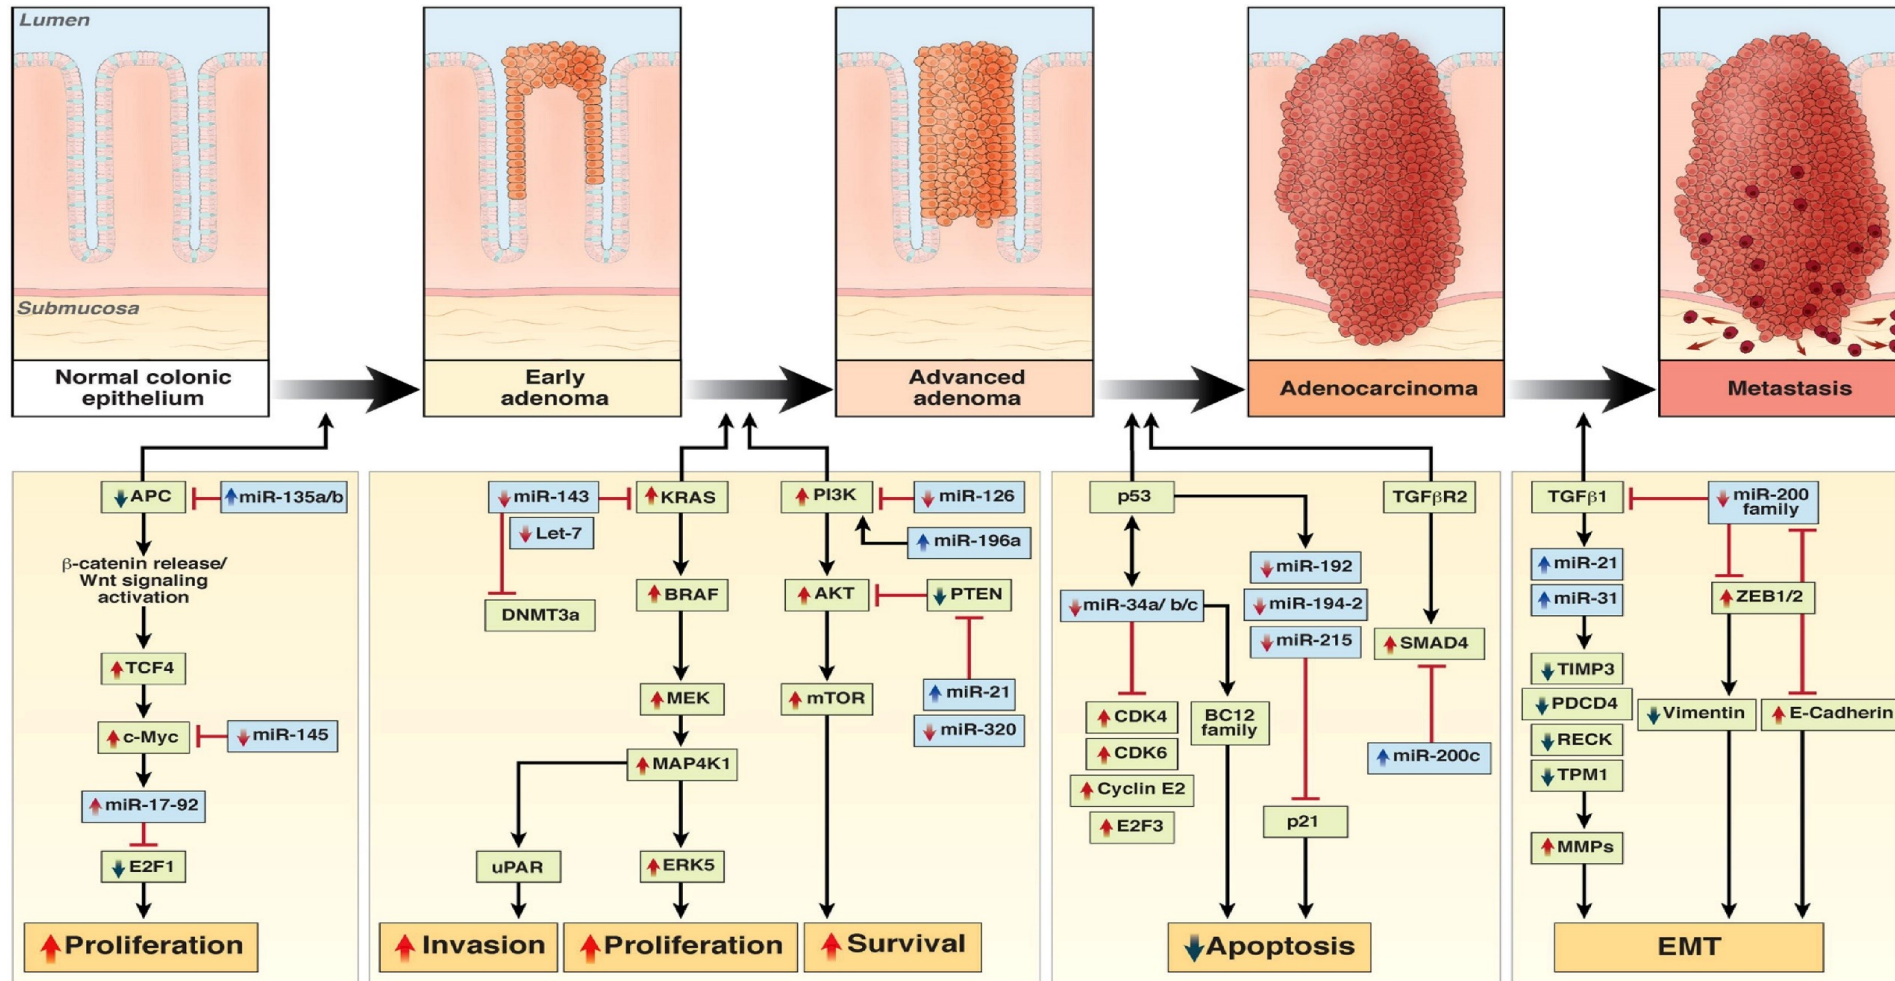 Lumen
Submucosa
Normal colonic
epithelium
Early
adenoma
Advanced
adenoma
Adenocarcinoma
Metastasis
APC
miR-135a/b
β-catenin release/
Wnt signaling
activation
TCF4
c-Myc
miR-145
miR-17-92
E2F1
Proliferation
miR-143
Let-7
DNMT3a
KRAS
BRAF
MEK
MAP4K1
uPAR
ERK5
Invasion
Proliferation
PI3K
miR-126
miR-196a
AKT
PTEN
miR-21
miR-320
mTOR
Survival
p53
miR-192
miR-194-2
miR-215
miR-34a/ b/c
CDK4
CDK6
Cyclin E2
E2F3
BC12
family
p21
TGFβR2
SMAD4
miR-200c
Apoptosis
TGFβ1
miR-200
family
miR-21
miR-31
ZEB1/2
TIMP3
PDCD4
RECK
TPM1
MMPs
Vimentin
E-Cadherin
EMT